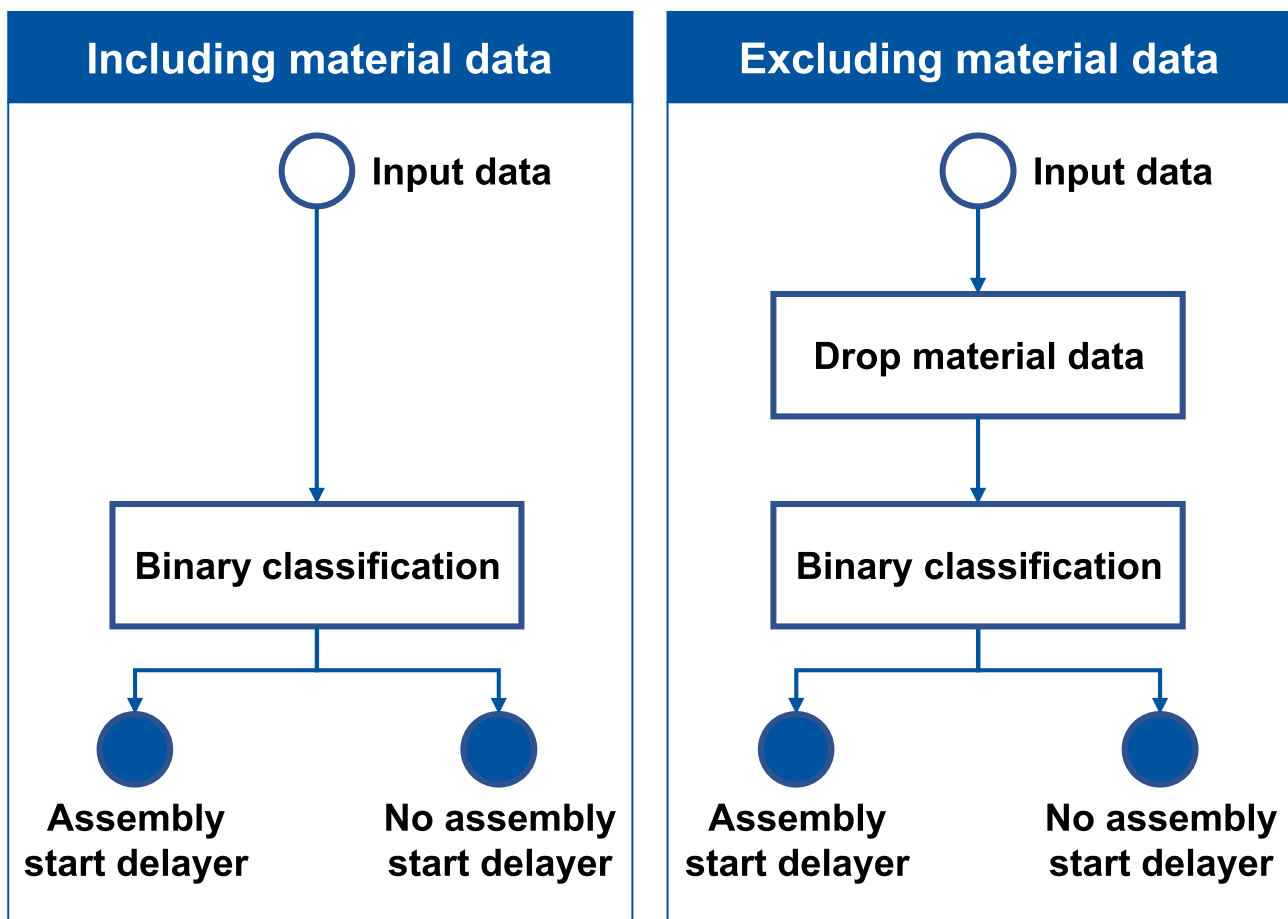 Including material data
Input data
Binary classification
Assembly
start delayer
No assembly
start delayer
Excluding material data
Input data
Drop material data
Binary classification
Assembly
start delayer
No assembly
start delayer